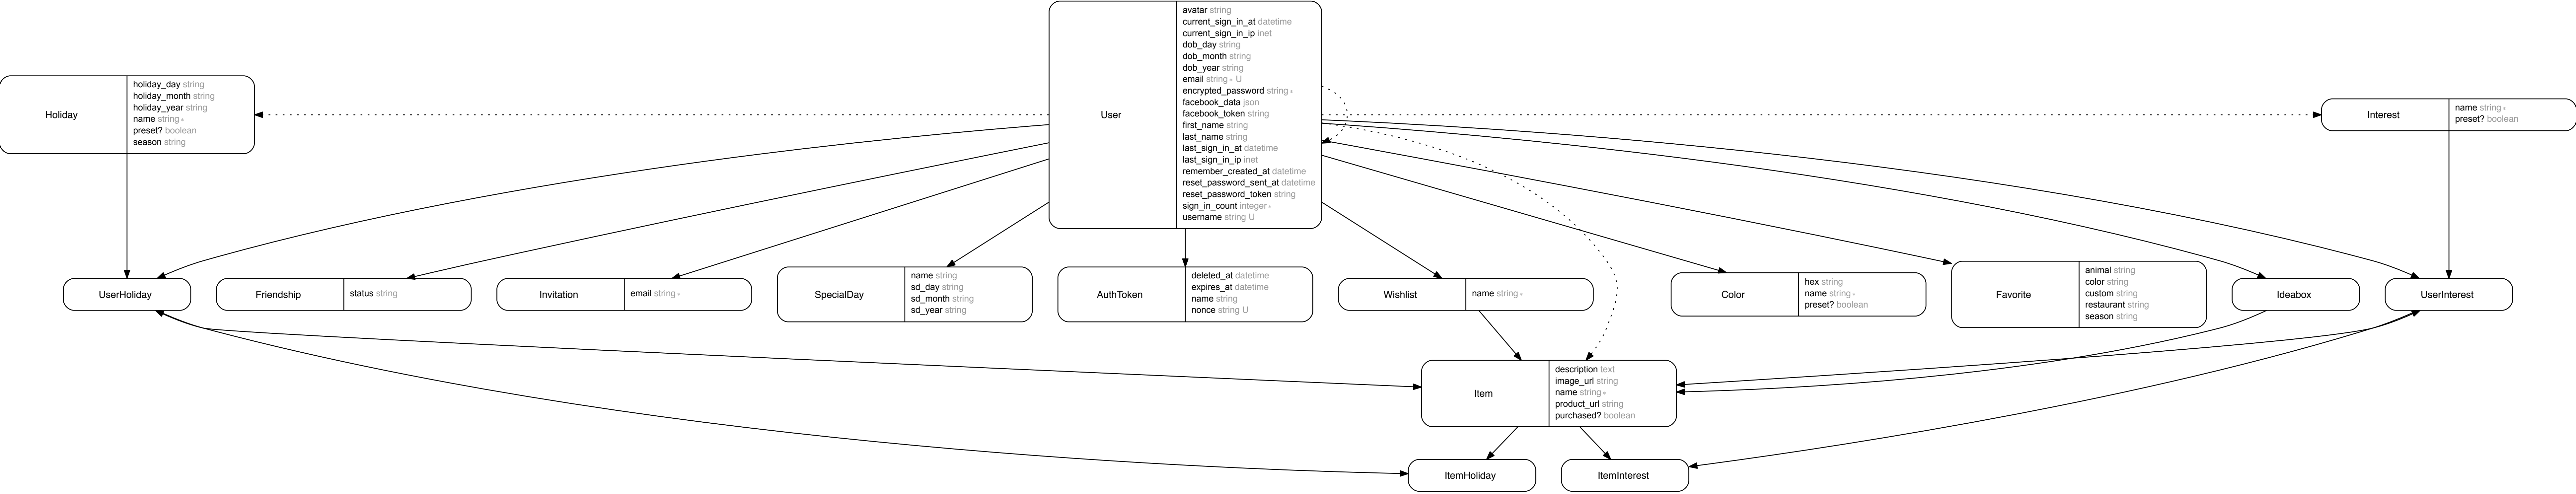 User
avatar string
current_sign_in_at datetime
current_sign_in_ip inet
dob_day string
dob_month string
dob_year string
email string * U
encrypted_password string *
facebook_data json
facebook_token string
first_name string
last_name string
last_sign_in_at datetime
last_sign_in_ip inet
remember_created_at datetime
reset_password_sent_at datetime
reset_password_token string
sign_in_count integer *
username string U
Holiday
holiday_day string
holiday_month string
holiday_year string
name string *
preset? boolean
season string
Interest
name string *
preset? boolean
UserHoliday
Friendship
status string
Invitation
email string *
SpecialDay
name string
sd_day string
sd_month string
sd_year string
AuthToken
deleted_at datetime
expires_at datetime
name string
nonce string U
Wishlist
name string *
Color
hex string
name string *
preset? boolean
Favorite
animal string
color string
custom string
restaurant string
season string
Ideabox
UserInterest
Item
description text
image_url string
name string *
product_url string
purchased? boolean
ItemHoliday
ItemInterest